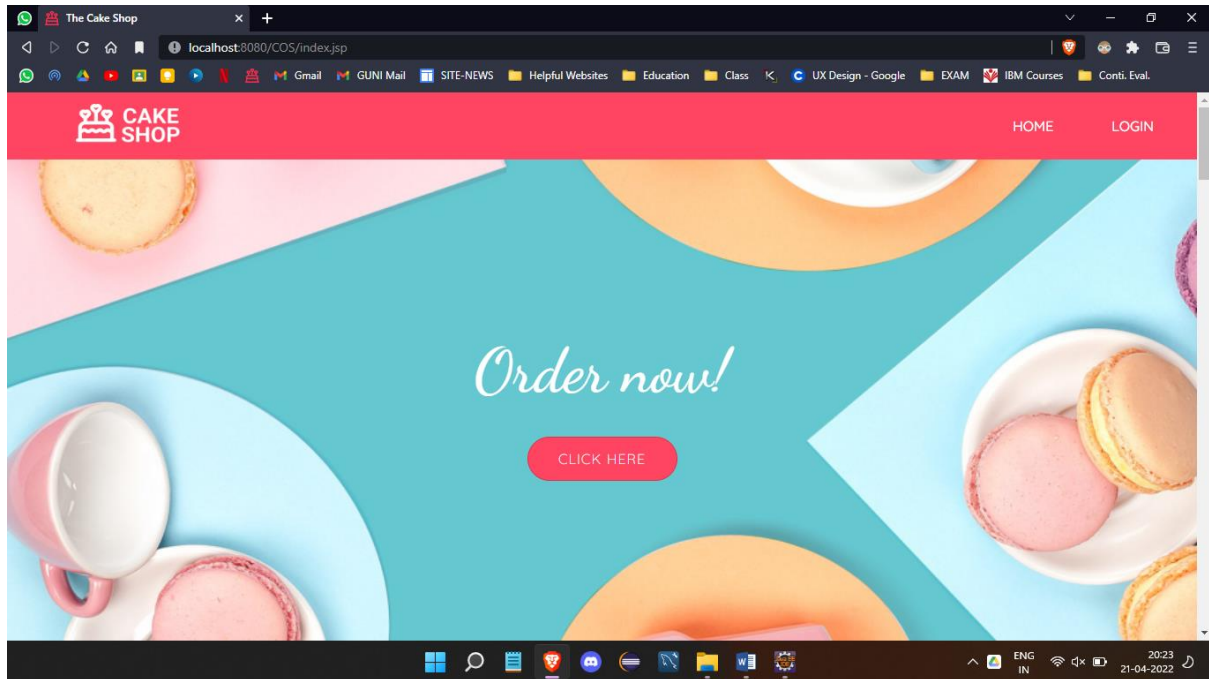 The Cake Shop
localhost:8080/COS/index.jsp
Gmail GUNI Mail SITE-NEWS Helpful Websites Education Class UX Design - Google EXAM IBM Courses Conti. Eval.
CAKE
SHOP
HOME LOGIN
Order now!
CLICK HERE
ENG
IN
20:23
21-04-2022